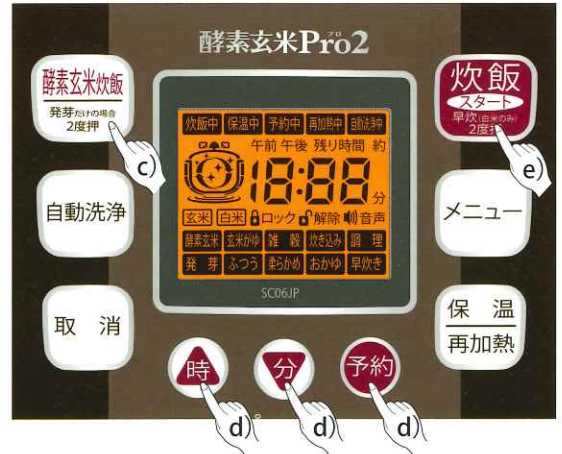 酵素玄米Pro2
プロ
酵素玄米炊飯
発芽だけの場合
2度押
c)
自動洗浄
取 消
炊飯中 保温中 予約中 再加熱中 自動洗浄中
午前 午後 残り時間 約
18:88 分
玄米 白米 ロック 解除 音声
酵素玄米 玄米がゆ 雑 穀 炊き込み 調 理
発 芽 ふつう 柔らかめ おかゆ 早炊き
SC06JP
炊飯
スタート
早炊(白米のみ)
2度押
e)
メニュー
保 温
再加熱
時 分 予約
d) d) d)